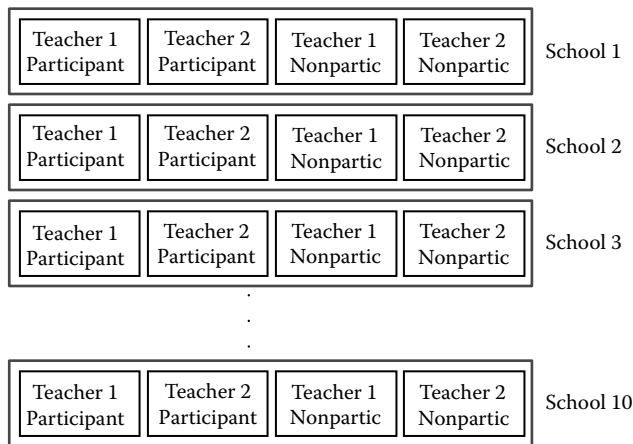 Teacher 1 Teacher 2 Teacher 1 Teacher 2
Participant Participant Nonpartic Nonpartic
School 1
Teacher 1 Teacher 2 Teacher 1 Teacher 2
Participant Participant Nonpartic Nonpartic
School 2
Teacher 1 Teacher 2 Teacher 1 Teacher 2
Participant Participant Nonpartic Nonpartic
School 3
.
.
.
Teacher 1 Teacher 2 Teacher 1 Teacher 2
Participant Participant Nonpartic Nonpartic
School 10